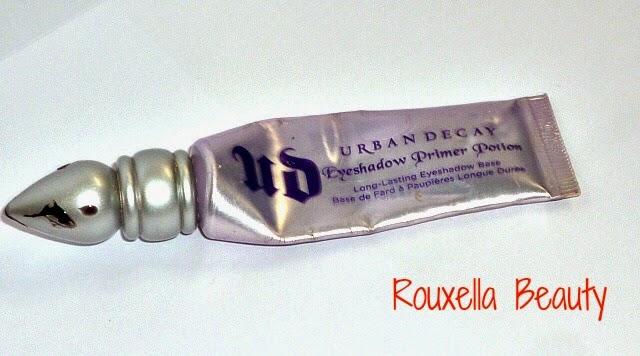 UD
URBAN DECAY
Eyeshadow Primer Potion
Long-Lasting Eyeshadow Base
Base de Fard à Paupières Longue Durée
Rouxella Beauty